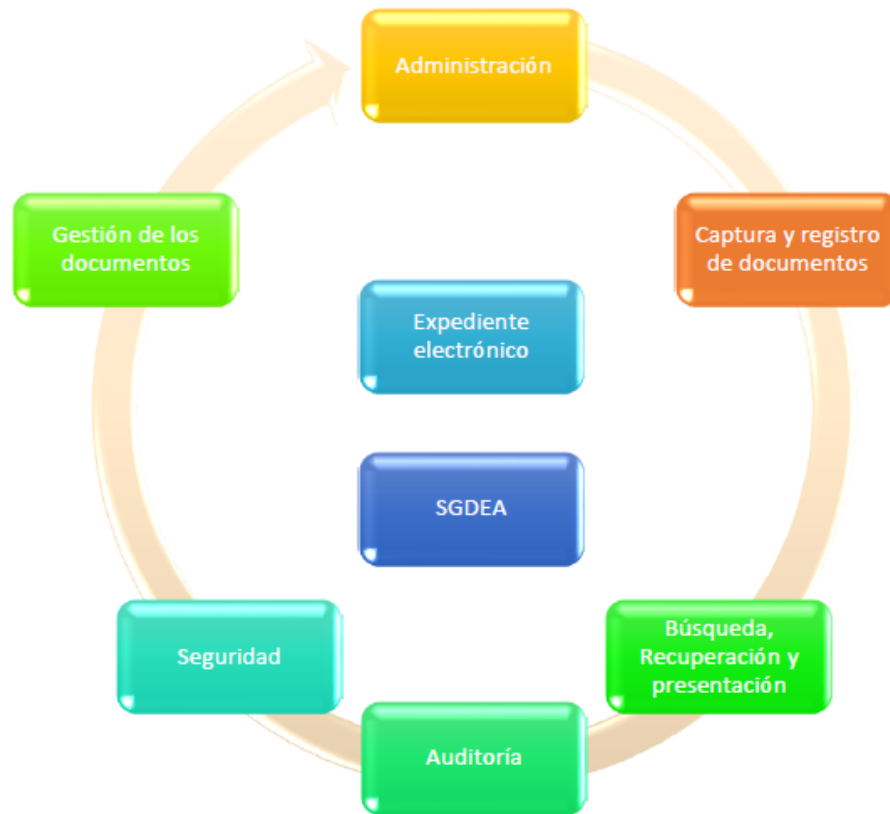 Administración
Gestión de los
documentos
Captura y registro
de documentos
Expediente
electrónico
SGDEA
Seguridad
Búsqueda,
Recuperación y
presentación
Auditoría